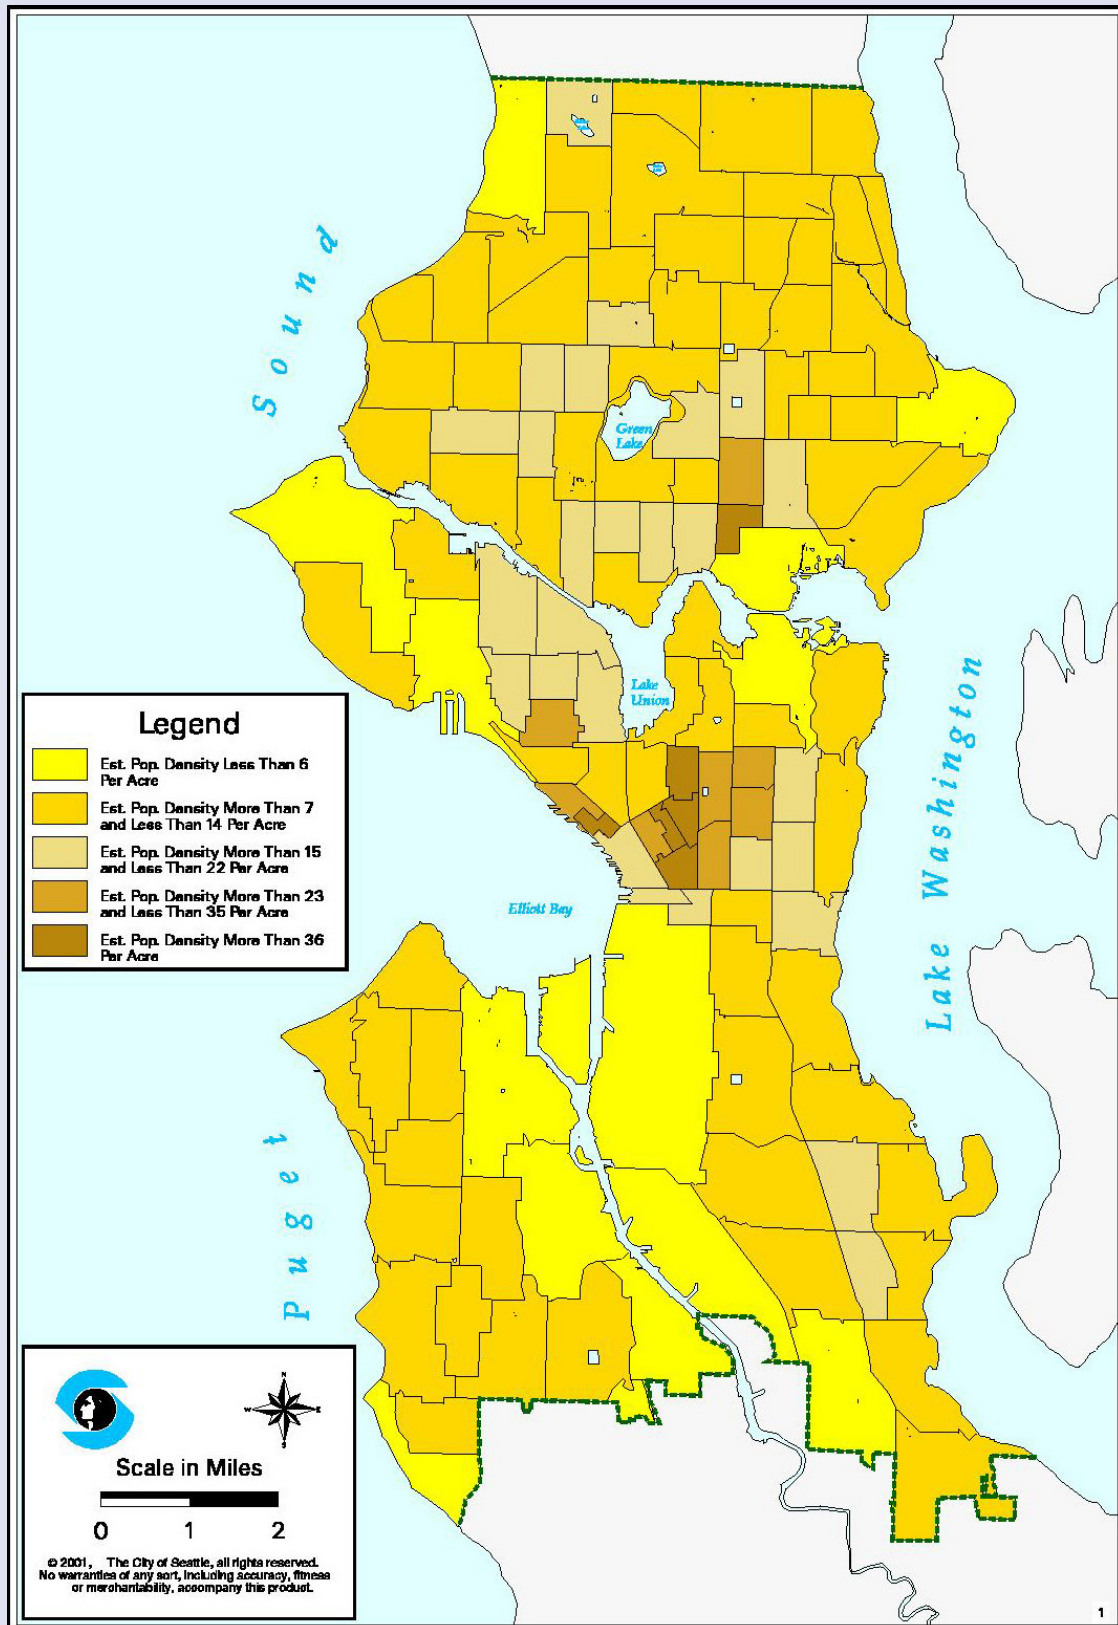 Sound
Green
Lake
Lake
Union
Lake Washington
Elliott Bay
Puget
Legend
Est. Pop. Density Less Than 6
Per Acre
Est. Pop. Density More Than 7
and Less Than 14 Per Acre
Est. Pop. Density More Than 15
and Less Than 22 Per Acre
Est. Pop. Density More Than 23
and Less Than 35 Per Acre
Est. Pop. Density More Than 36
Per Acre
N
W E
S
Scale in Miles
0 1 2
© 2001, The City of Seattle, all rights reserved.
No warranties of any sort, including accuracy, fitness
or merchantability, accompany this product.
1